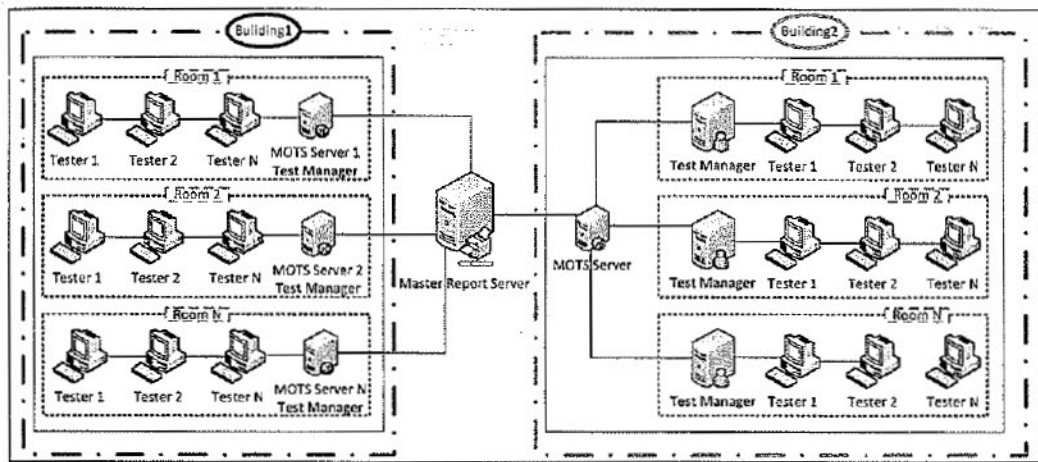 Building1
Room 1
Tester 1 Tester 2 Tester N MOTS Server 1
Test Manager
Room 2
Tester 1 Tester 2 Tester N MOTS Server 2
Test Manager
Room N
Tester 1 Tester 2 Tester N MOTS Server N
Test Manager
Master Report Server
MOTS Server
Building2
Room 1
Test Manager Tester 1 Tester 2 Tester N
Room 2
Test Manager Tester 1 Tester 2 Tester N
Room N
Test Manager Tester 1 Tester 2 Tester N